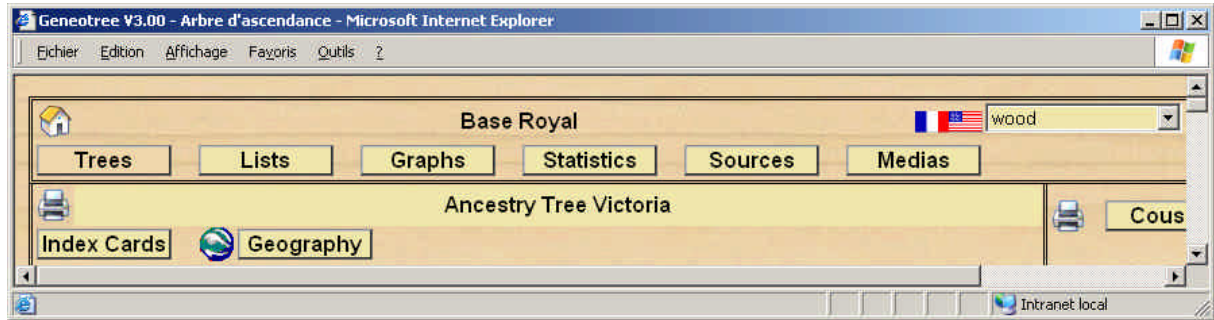 Geneotree V3.00 - Arbre d'ascendance - Microsoft Internet Explorer
Fichier Edition Affichage Favoris Outils ?
Base Royal wood
Trees Lists Graphs Statistics Sources Medias
Ancestry Tree Victoria Cous
Index Cards Geography
Intranet local